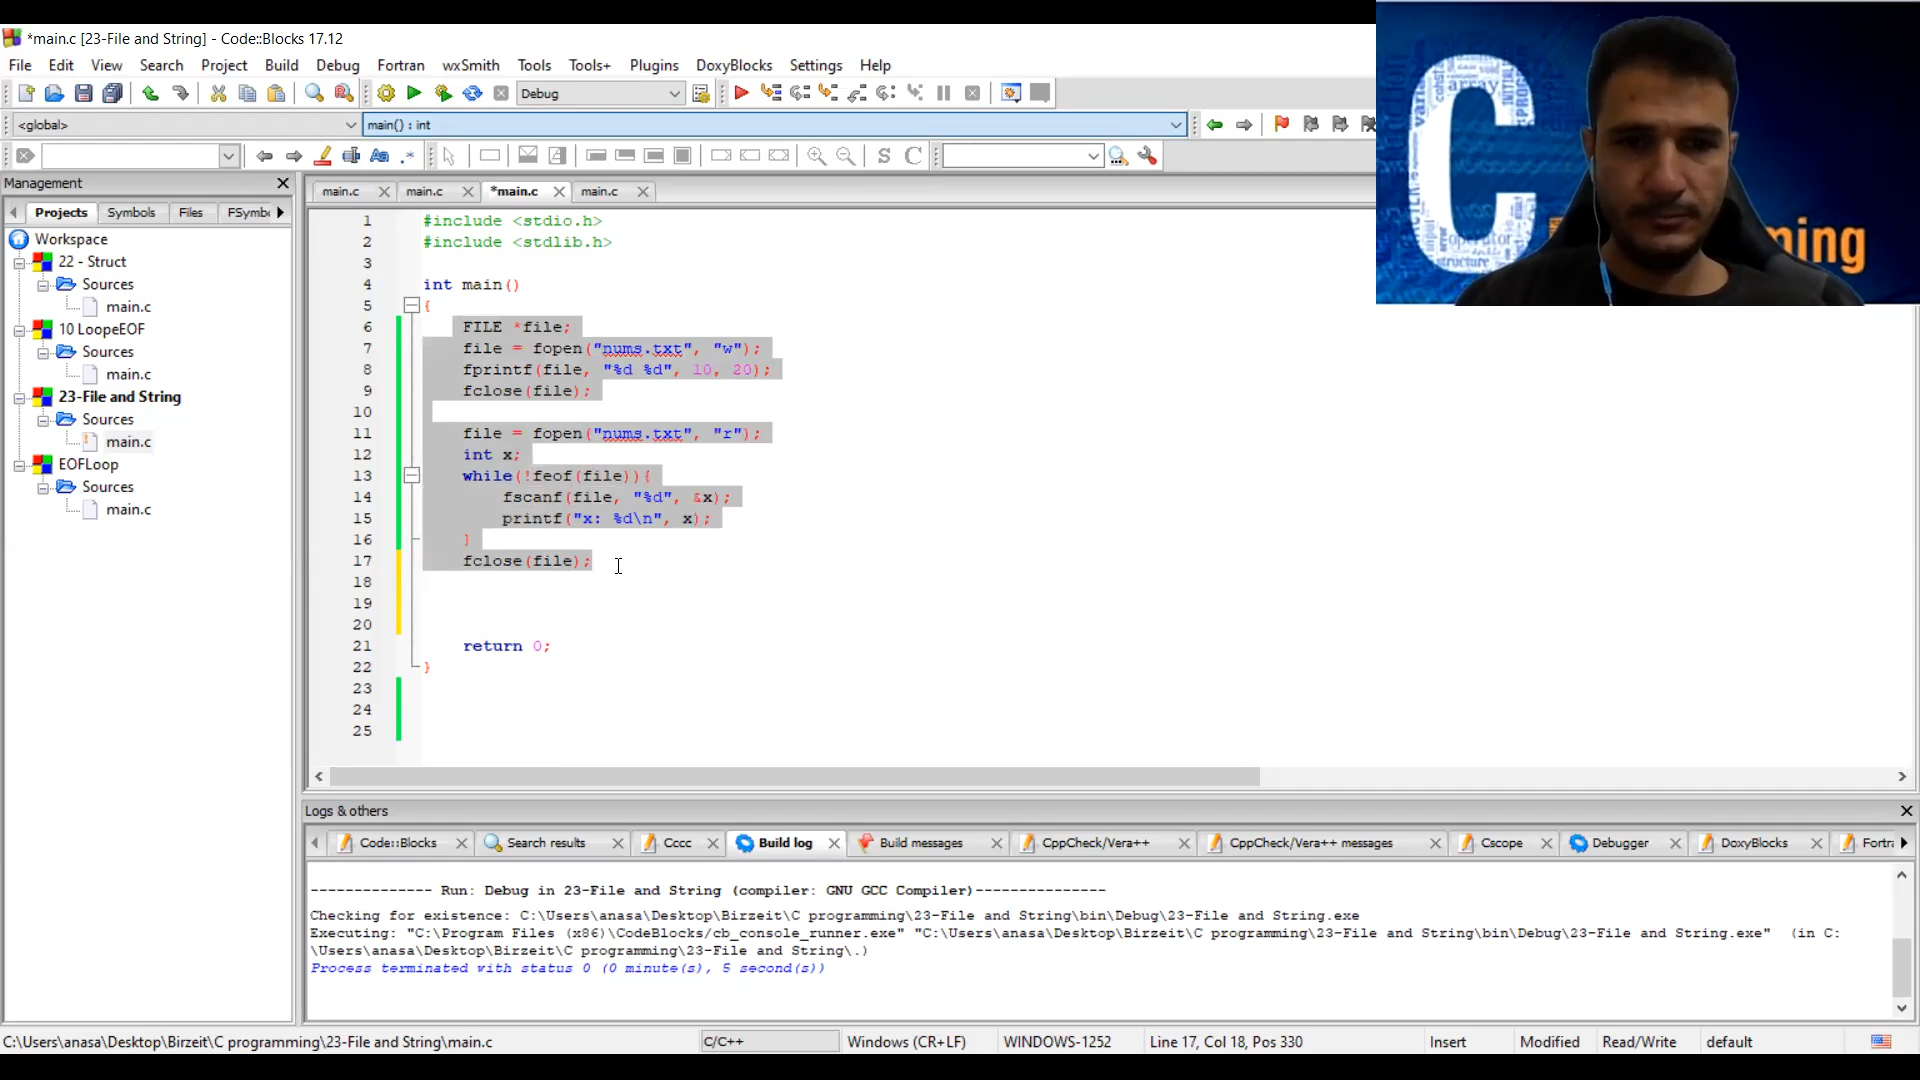 *main.c [23-File and String] - Code::Blocks 17.12
File Edit View Search Project Build Debug Fortran wxSmith Tools Tools+ Plugins DoxyBlocks Settings Help
Debug
<global> main() : int
S C
Management
Projects Symbols Files FSymb
Workspace
22 - Struct
Sources
main.c
10 LoopeEOF
Sources
main.c
23-File and String
Sources
main.c
EOFLoop
Sources
main.c
main.c main.c *main.c main.c
1 #include <stdio.h>
2 #include <stdlib.h>
3
4 int main()
5 {
6 FILE *file;
7 file = fopen("nums.txt", "w");
8 fprintf(file, "%d %d", 10, 20);
9 fclose(file);
10
11 file = fopen("nums.txt", "r");
12 int x;
13 while(!feof(file)){
14 fscanf(file, "%d", &x);
15 printf("x: %d\n", x);
16 }
17 fclose(file);
18
19
20
21 return 0;
22 }
23
24
25
Logs & others
Code::Blocks Search results Cccc Build log Build messages CppCheck/Vera++ CppCheck/Vera++ messages Cscope Debugger DoxyBlocks Fortr
-------------- Run: Debug in 23-File and String (compiler: GNU GCC Compiler)---------------
Checking for existence: C:\Users\anasa\Desktop\Birzeit\C programming\23-File and String\bin\Debug\23-File and String.exe
Executing: "C:\Program Files (x86)\CodeBlocks/cb_console_runner.exe" "C:\Users\anasa\Desktop\Birzeit\C programming\23-File and String\bin\Debug\23-File and String.exe"  (in C:
\Users\anasa\Desktop\Birzeit\C programming\23-File and String\.)
Process terminated with status 0 (0 minute(s), 5 second(s))
C:\Users\anasa\Desktop\Birzeit\C programming\23-File and String\main.c C/C++ Windows (CR+LF) WINDOWS-1252 Line 17, Col 18, Pos 330 Insert Modified Read/Write default
C
array
operator
structure
ming